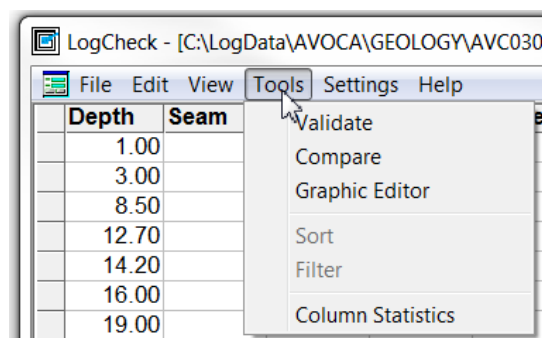 LogCheck - [C:\LogData\AVOCA\GEOLOGY\AVC030
File Edit View Tools Settings Help
Depth Seam
1.00
3.00
8.50
12.70
14.20
16.00
19.00
Validate
Compare
Graphic Editor
Sort
Filter
Column Statistics